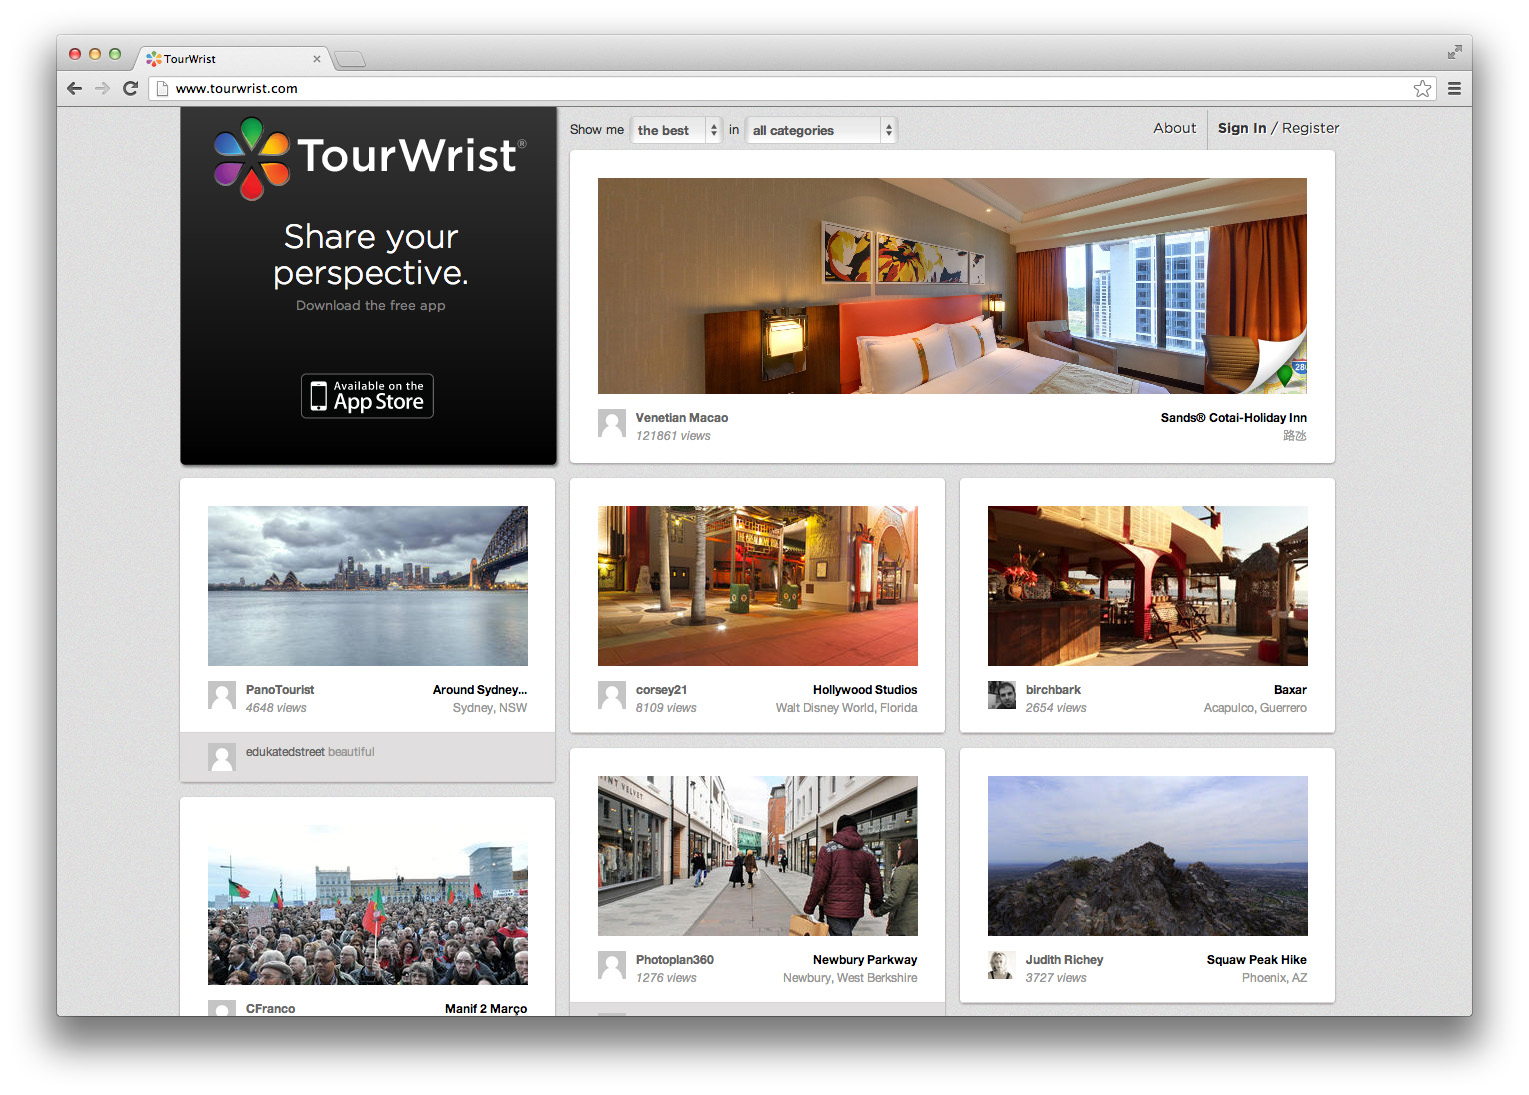 TourWrist
www.tourwrist.com
TourWrist®
Share your
perspective.
Download the free app
Available on the
App Store
Show me the best in all categories
About Sign In / Register
Venetian Macao Sands® Cotai-Holiday Inn
121861 views 路氹
PanoTourist Around Sydney...
4648 views Sydney, NSW
edukatedstreet beautiful
corsey21 Hollywood Studios
8109 views Walt Disney World, Florida
birchbark Baxar
2654 views Acapulco, Guerrero
CFranco Manif 2 Março
Photoplan360 Newbury Parkway
1276 views Newbury, West Berkshire
Judith Richey Squaw Peak Hike
3727 views Phoenix, AZ